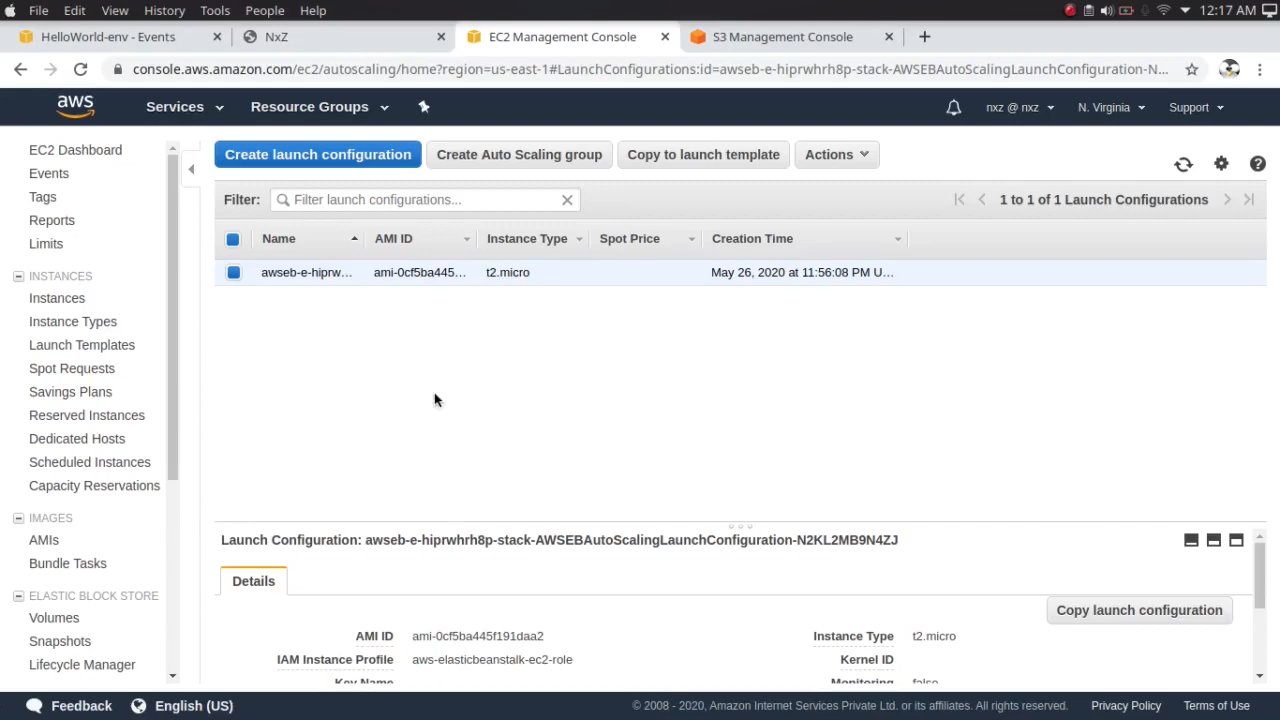 File Edit View History Tools People Help 12:17 AM
HelloWorld-env - Events NxZ EC2 Management Console S3 Management Console
console.aws.amazon.com/ec2/autoscaling/home?region=us-east-1#LaunchConfigurations:id=awseb-e-hiprwhrh8p-stack-AWSEBAutoScalingLaunchConfiguration-N...
aws Services Resource Groups nxz @ nxz N. Virginia Support
EC2 Dashboard
Events
Tags
Reports
Limits
INSTANCES
Instances
Instance Types
Launch Templates
Spot Requests
Savings Plans
Reserved Instances
Dedicated Hosts
Scheduled Instances
Capacity Reservations
IMAGES
AMIs
Bundle Tasks
ELASTIC BLOCK STORE
Volumes
Snapshots
Lifecycle Manager
Create launch configuration Create Auto Scaling group Copy to launch template Actions
Filter: Filter launch configurations... 1 to 1 of 1 Launch Configurations
Name AMI ID Instance Type Spot Price Creation Time
awseb-e-hiprw... ami-0cf5ba445... t2.micro May 26, 2020 at 11:56:08 PM U...
Launch Configuration: awseb-e-hiprwhrh8p-stack-AWSEBAutoScalingLaunchConfiguration-N2KL2MB9N4ZJ
Details
Copy launch configuration
AMI ID ami-0cf5ba445f191daa2 Instance Type t2.micro
IAM Instance Profile aws-elasticbeanstalk-ec2-role Kernel ID
Key Name Monitoring false
Feedback English (US) © 2008 - 2020, Amazon Internet Services Private Ltd. or its affiliates. All rights reserved. Privacy Policy Terms of Use